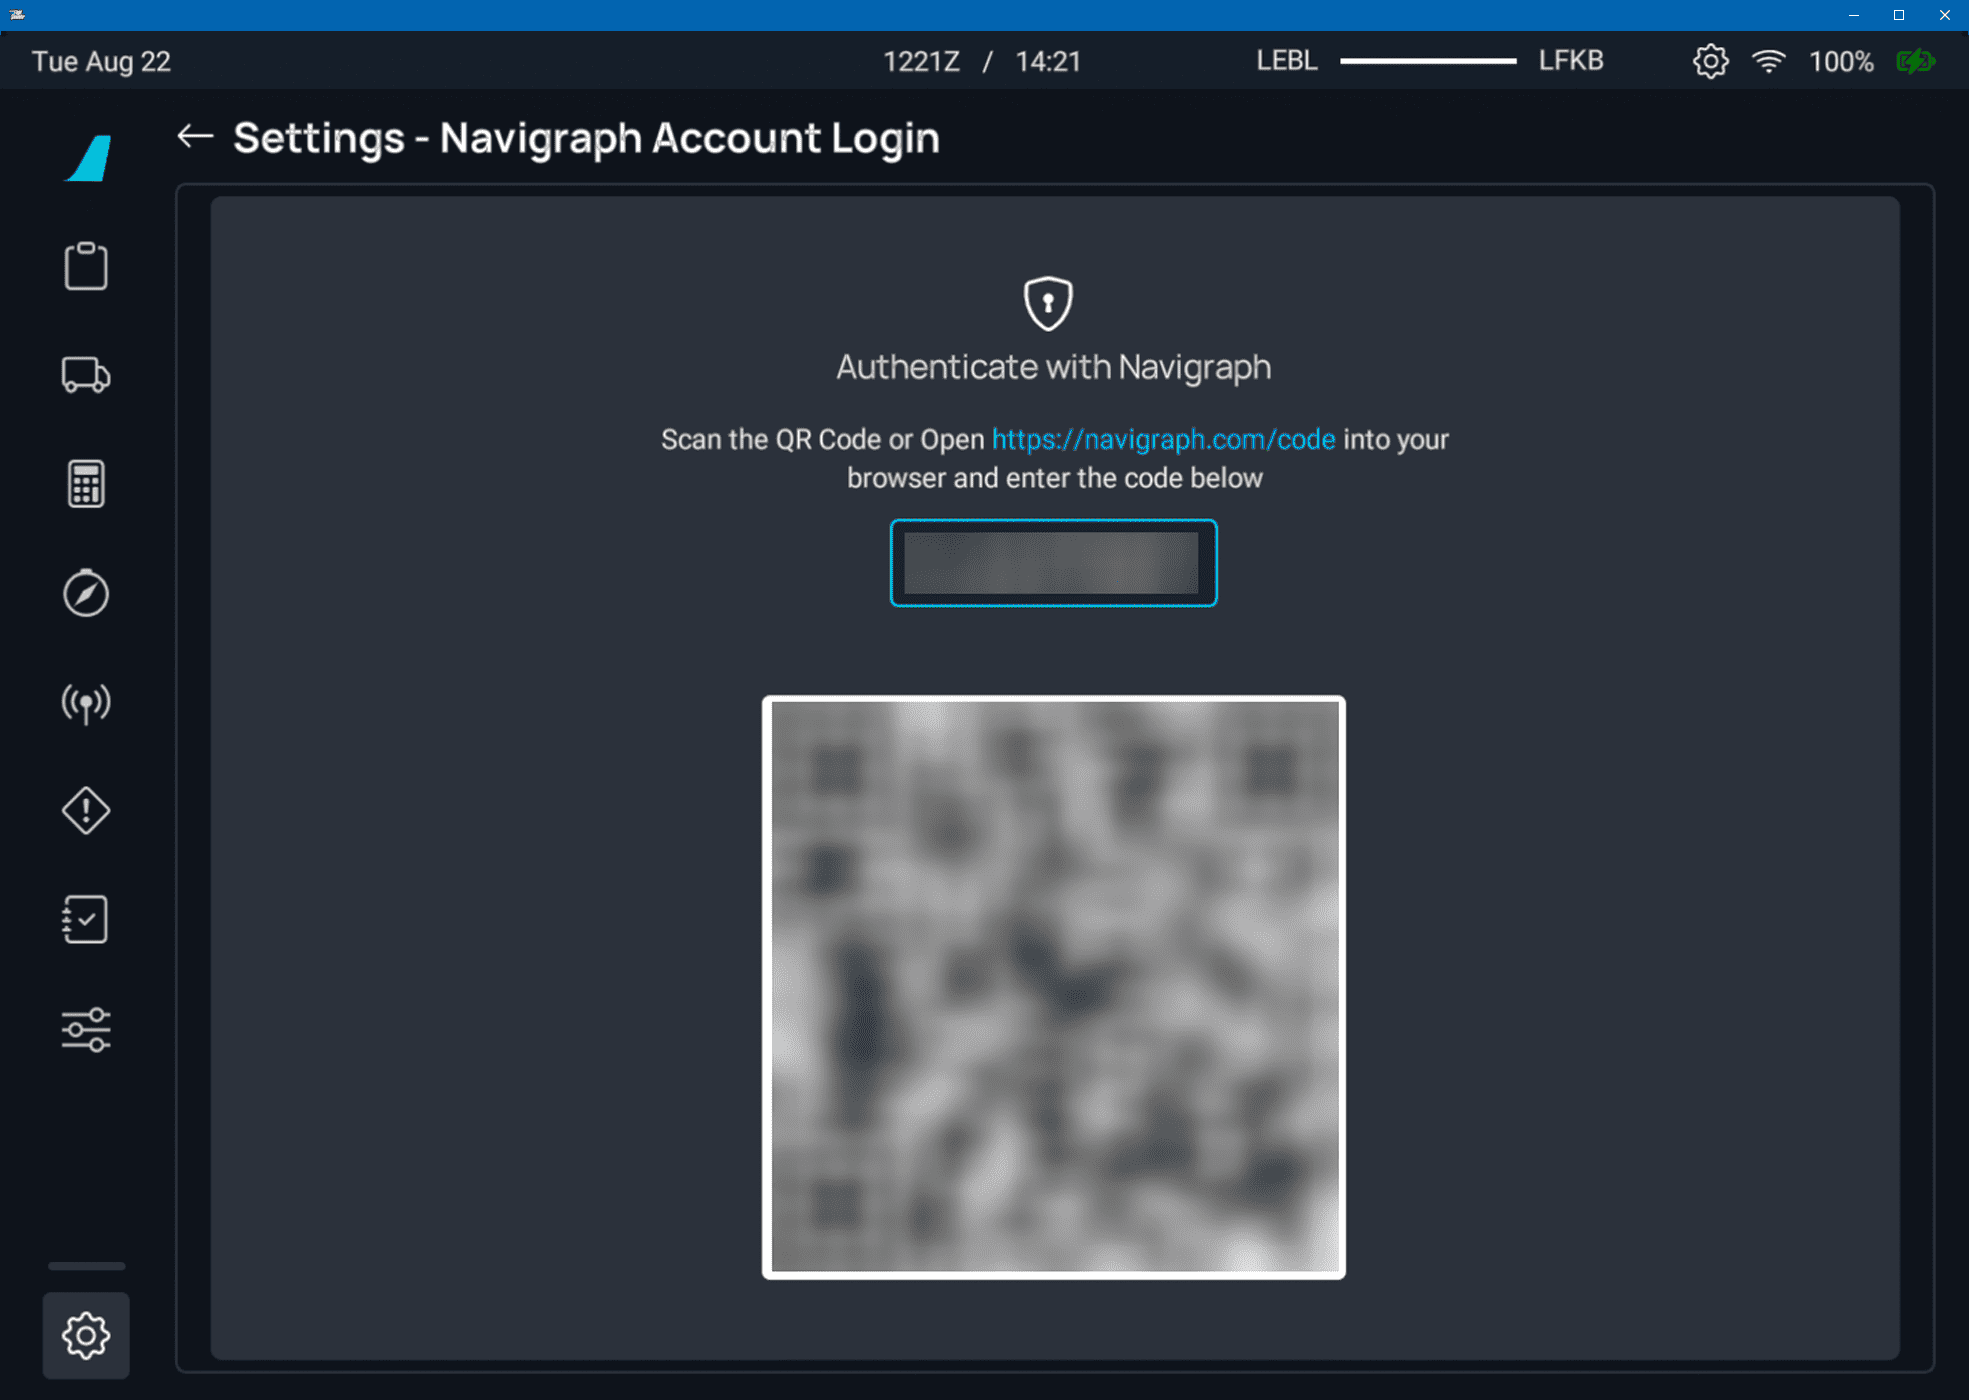 Tue Aug 22
1221Z / 14:21
LEBL LFKB
100%
Settings - Navigraph Account Login
Authenticate with Navigraph
Scan the QR Code or Open https://navigraph.com/code into your
browser and enter the code below